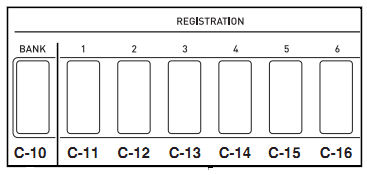 REGISTRATION
BANK 1 2 3 4 5 6
C-10 C-11 C-12 C-13 C-14 C-15 C-16